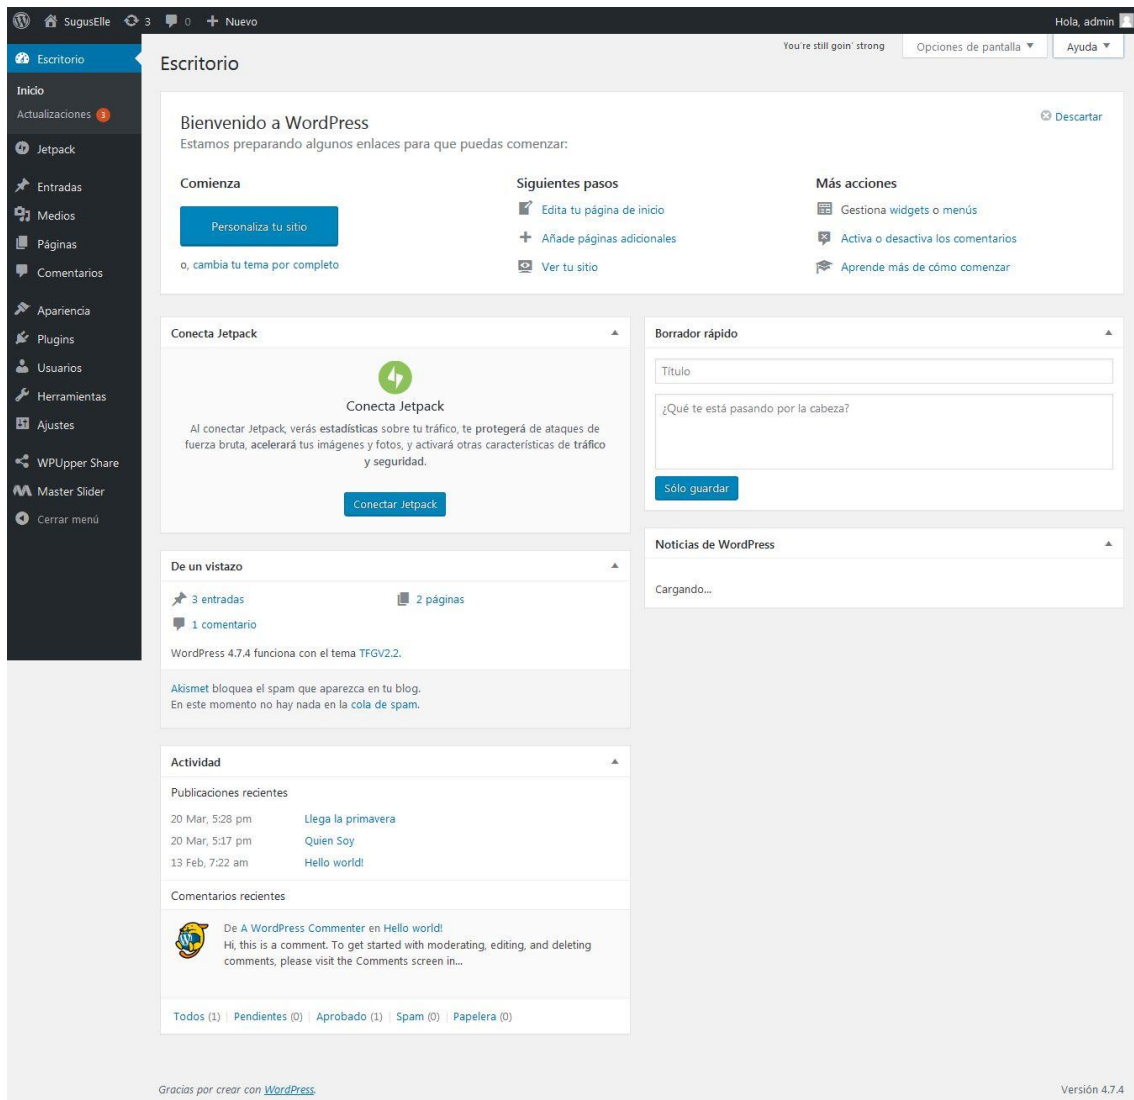 SugusElle 3 0 Nuevo Hola, admin
Escritorio
Inicio
Actualizaciones 3
Jetpack
Entradas
Medios
Páginas
Comentarios
Apariencia
Plugins
Usuarios
Herramientas
Ajustes
WPUpper Share
Master Slider
Cerrar menú
You're still goin' strong
Opciones de pantalla
Ayuda
Escritorio
Bienvenido a WordPress
Descartar
Estamos preparando algunos enlaces para que puedas comenzar:
Comienza
Personaliza tu sitio
o, cambia tu tema por completo
Siguientes pasos
Edita tu página de inicio
Añade páginas adicionales
Ver tu sitio
Más acciones
Gestiona widgets o menús
Activa o desactiva los comentarios
Aprende más de cómo comenzar
Conecta Jetpack
Conecta Jetpack
Al conectar Jetpack, verás estadísticas sobre tu tráfico, te protegerá de ataques de
fuerza bruta, acelerará tus imágenes y fotos, y activará otras características de tráfico
y seguridad.
Conectar Jetpack
De un vistazo
3 entradas
2 páginas
1 comentario
WordPress 4.7.4 funciona con el tema TFGV2.2.
Akismet bloquea el spam que aparezca en tu blog.
En este momento no hay nada en la cola de spam.
Actividad
Publicaciones recientes
20 Mar, 5:28 pm Llega la primavera
20 Mar, 5:17 pm Quien Soy
13 Feb, 7:22 am Hello world!
Comentarios recientes
De A WordPress Commenter en Hello world!
Hi, this is a comment. To get started with moderating, editing, and deleting
comments, please visit the Comments screen in...
Todos (1) | Pendientes (0) | Aprobado (1) | Spam (0) | Papelera (0)
Borrador rápido
Título
¿Qué te está pasando por la cabeza?
Sólo guardar
Noticias de WordPress
Cargando...
Gracias por crear con WordPress.
Versión 4.7.4